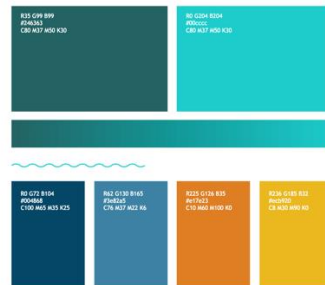 R35 G99 B99
#246363
C80 M37 M50 K30
R0 G204 B204
#00cccc
C80 M37 M50 K30
R0 G72 B104
#004868
C100 M65 M35 K25
R62 G130 B165
#3e82a5
C76 M37 M22 K6
R225 G126 B35
#e17e23
C10 M60 M100 K0
R236 G185 B32
#ecb920
C8 M30 M90 K0